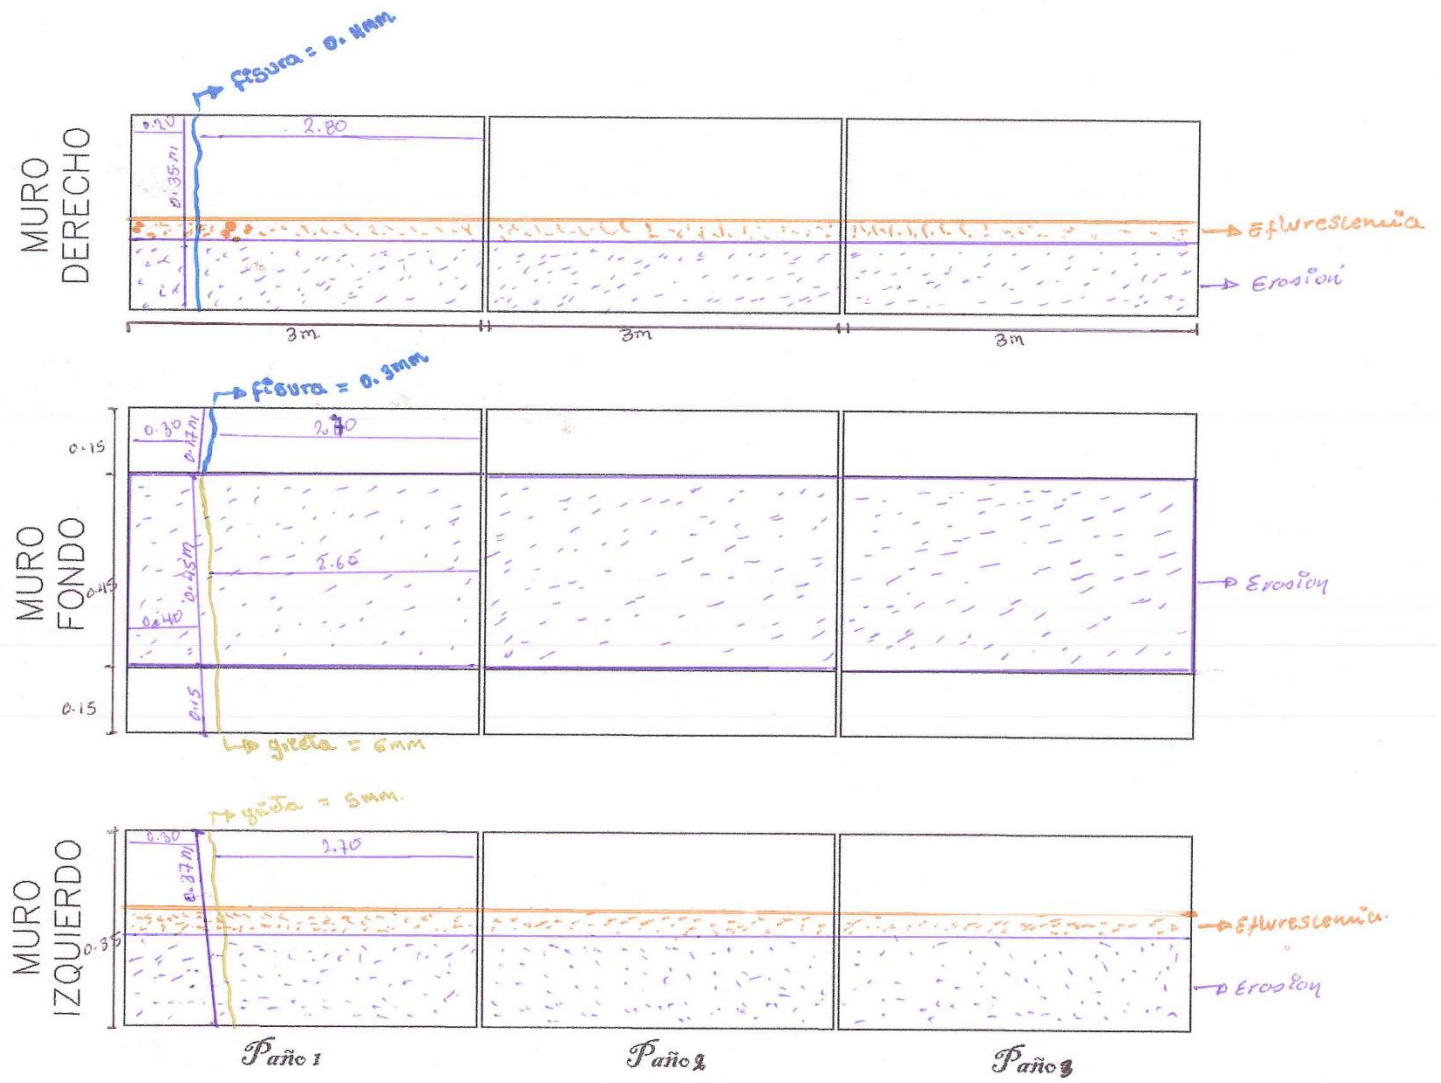 fisura = 0.4mm
MURO DERECHO
0.20
2.80
0.35m
Eflurescencia
Erosión
3m
3m
3m
fisura = 0.3mm
MURO FONDO
0.15
0.30
0.17m
2.70
0.45
0.45m
2.60
0.40
Erosion
0.15
0.15
grieta = 6mm
grieta = 5mm.
MURO IZQUIERDO
0.30
0.37m
2.70
0.35
Eflurescencia.
Erosión
Paño 1
Paño 2
Paño 3